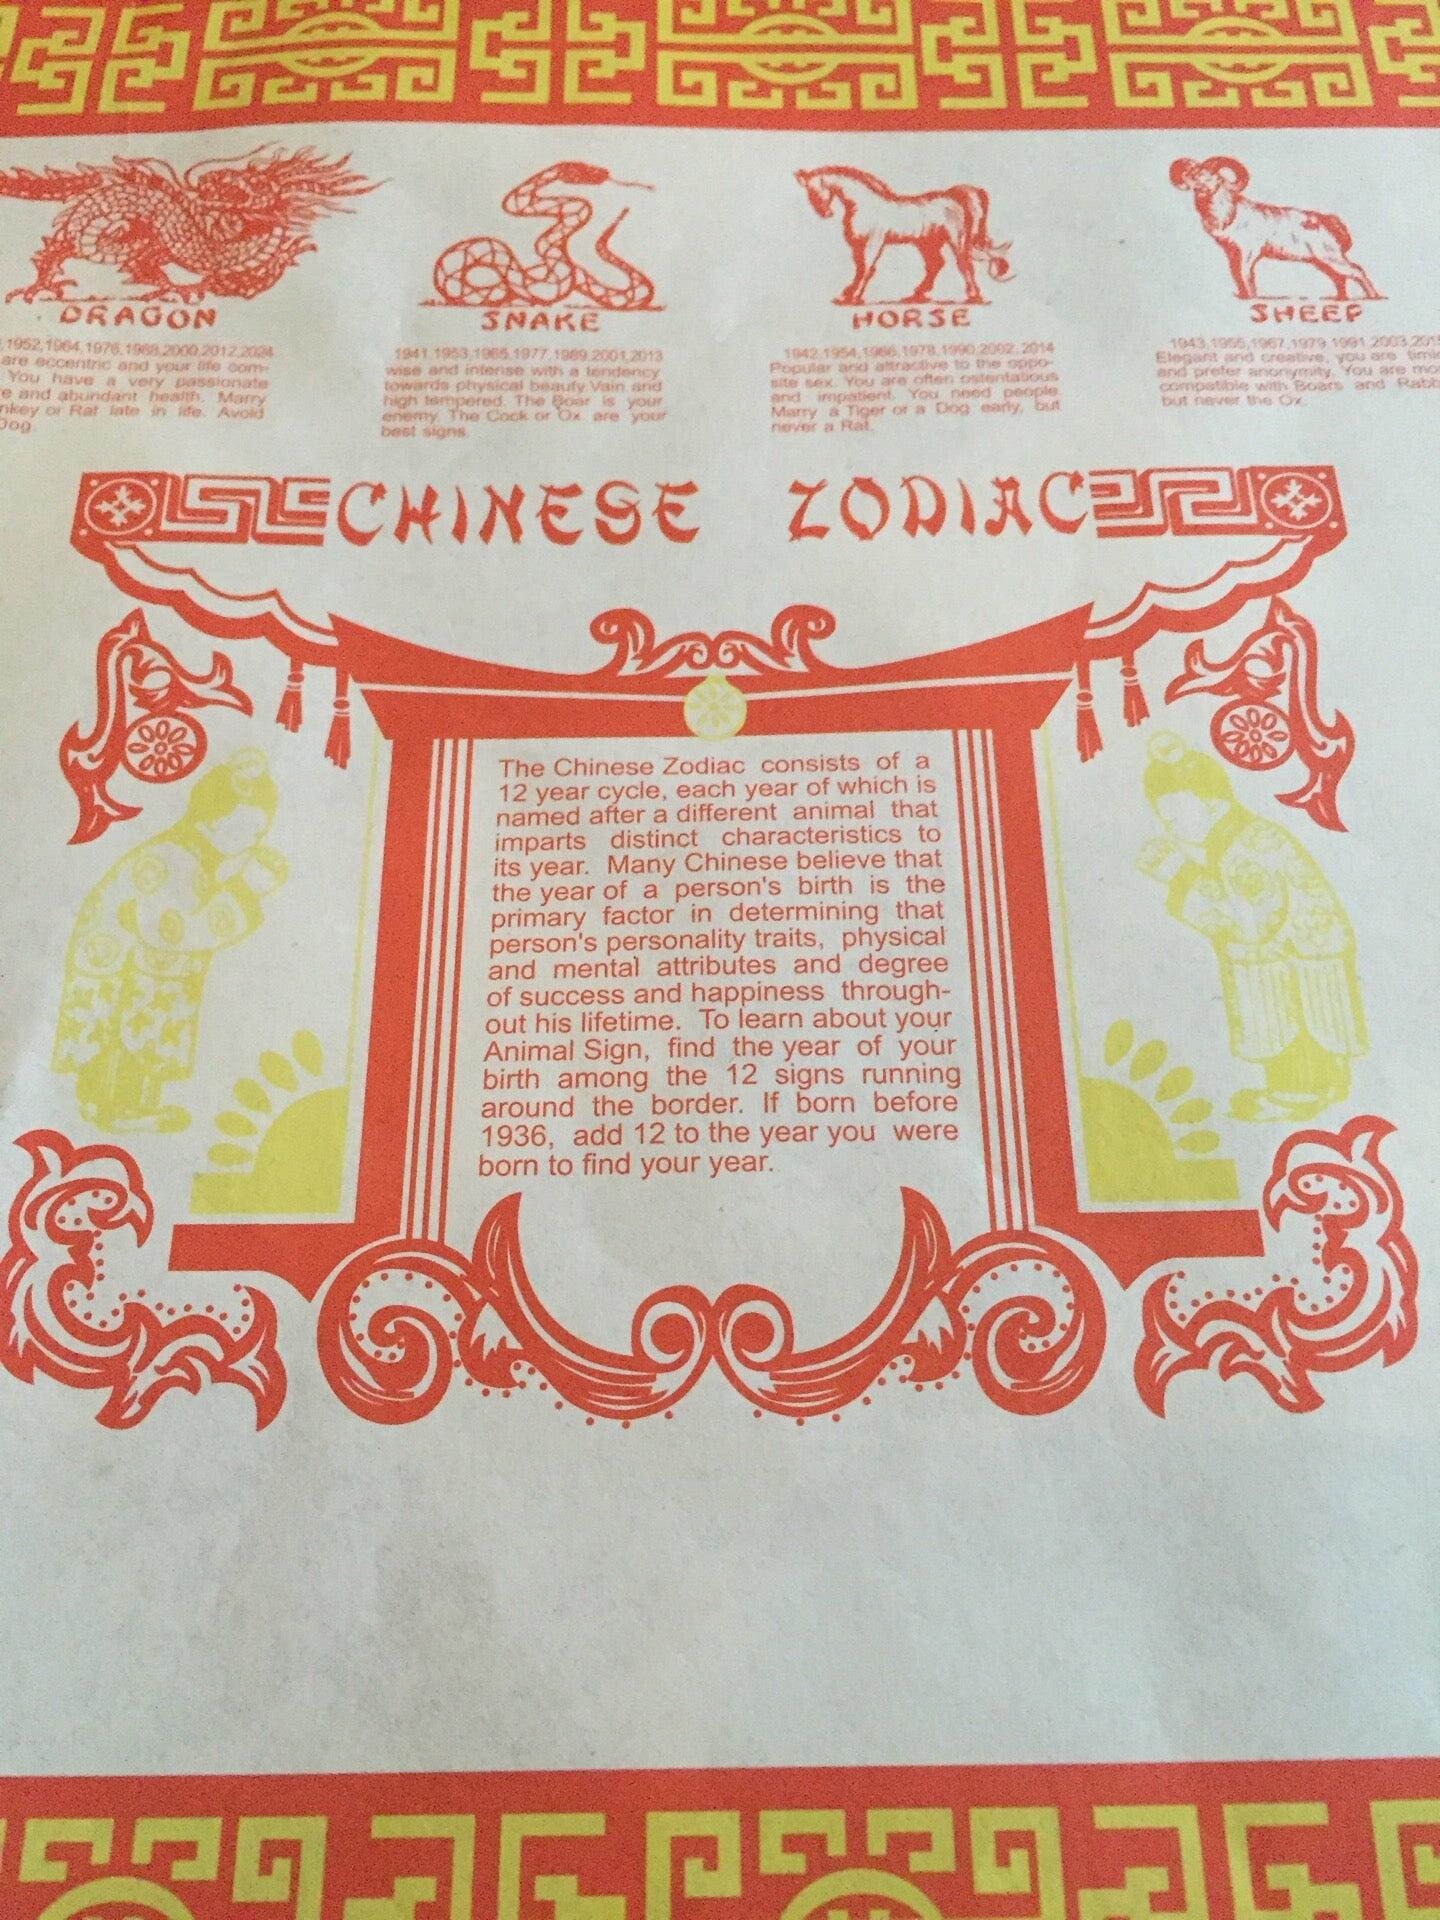 DRAGON
,1952,1964,1976,1988,2000,2012,2024
are eccentric and your life com-
You have a very passionate
e and abundant health. Marry
nkey or Rat late in life. Avoid
Dog.
SNAKE
1941,1953,1965,1977,1989,2001,2013
wise and intense with a tendency
towards physical beauty.Vain and
high tempered. The Boar is your
enemy. The Cock or Ox are your
best signs.
HORSE
1942,1954,1966,1978,1990,2002,2014
Popular and attractive to the oppo-
site sex. You are often ostentatious
and impatient. You need people.
Marry a Tiger or a Dog early, but
never a Rat.
SHEEP
1943,1955,1967,1979,1991,2003,201
Elegant and creative, you are timi
and prefer anonymity. You are mo
compatible with Boars and Rabb
but never the Ox.
CHINESE ZODIAC
The Chinese Zodiac consists of a
12 year cycle, each year of which is
named after a different animal that
imparts distinct characteristics to
its year. Many Chinese believe that
the year of a person's birth is the
primary factor in determining that
person's personality traits, physical
and mental attributes and degree
of success and happiness through-
out his lifetime. To learn about your
Animal Sign, find the year of your
birth among the 12 signs running
around the border. If born before
1936, add 12 to the year you were
born to find your year.